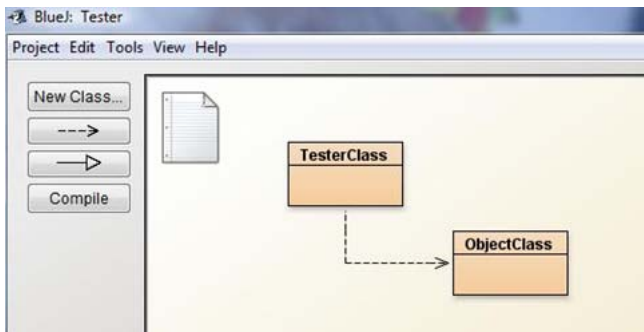 BlueJ: Tester
Project Edit Tools View Help
New Class...
Compile
TesterClass
ObjectClass